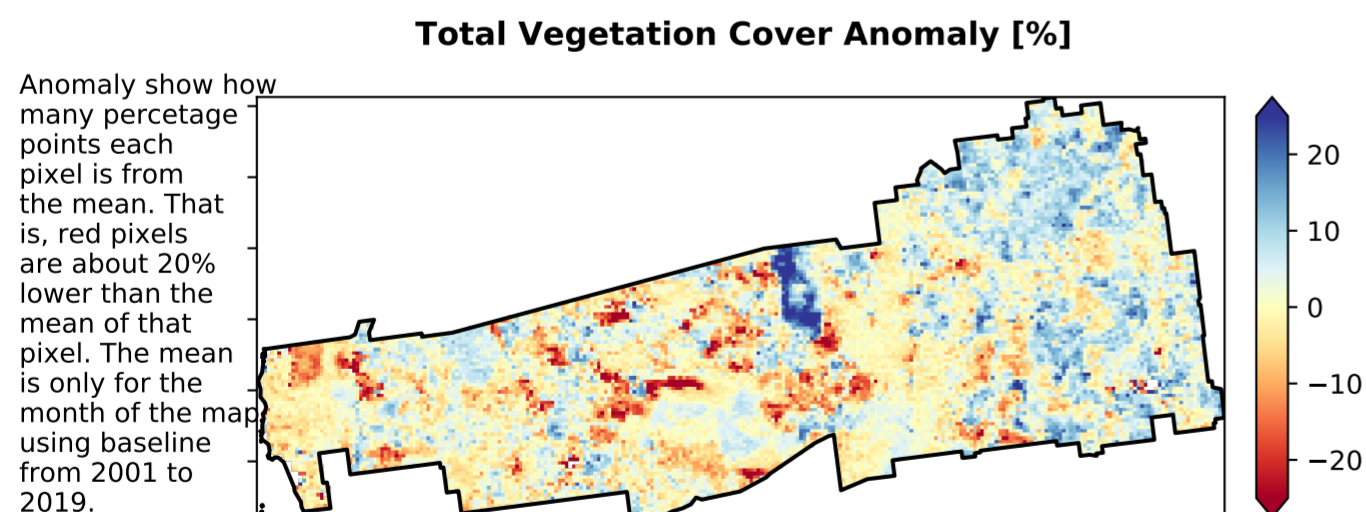 Total Vegetation Cover Anomaly [%]
Anomaly show how
many percetage
points each
pixel is from
the mean. That
is, red pixels
are about 20%
lower than the
mean of that
pixel. The mean
is only for the
month of the map
using baseline
from 2001 to
2019.
20
10
0
−10
−20